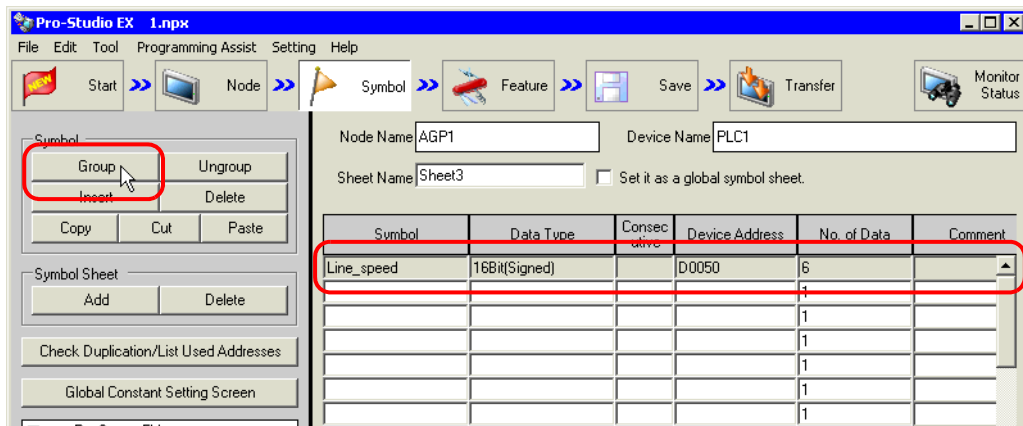 Pro-Studio EX 1.npx
File Edit Tool Programming Assist Setting Help
NEW Start Node Symbol Feature Save Transfer Monitor Status
Symbol
Group Ungroup
Insert Delete
Copy Cut Paste
Symbol Sheet
Add Delete
Check Duplication/List Used Addresses
Global Constant Setting Screen
Node Name AGP1 Device Name PLC1
Sheet Name Sheet3 Set it as a global symbol sheet.
Symbol Data Type Consecutive Device Address No. of Data Comment
Line_speed 16Bit(Signed) D0050 6
1
1
1
1
1
1